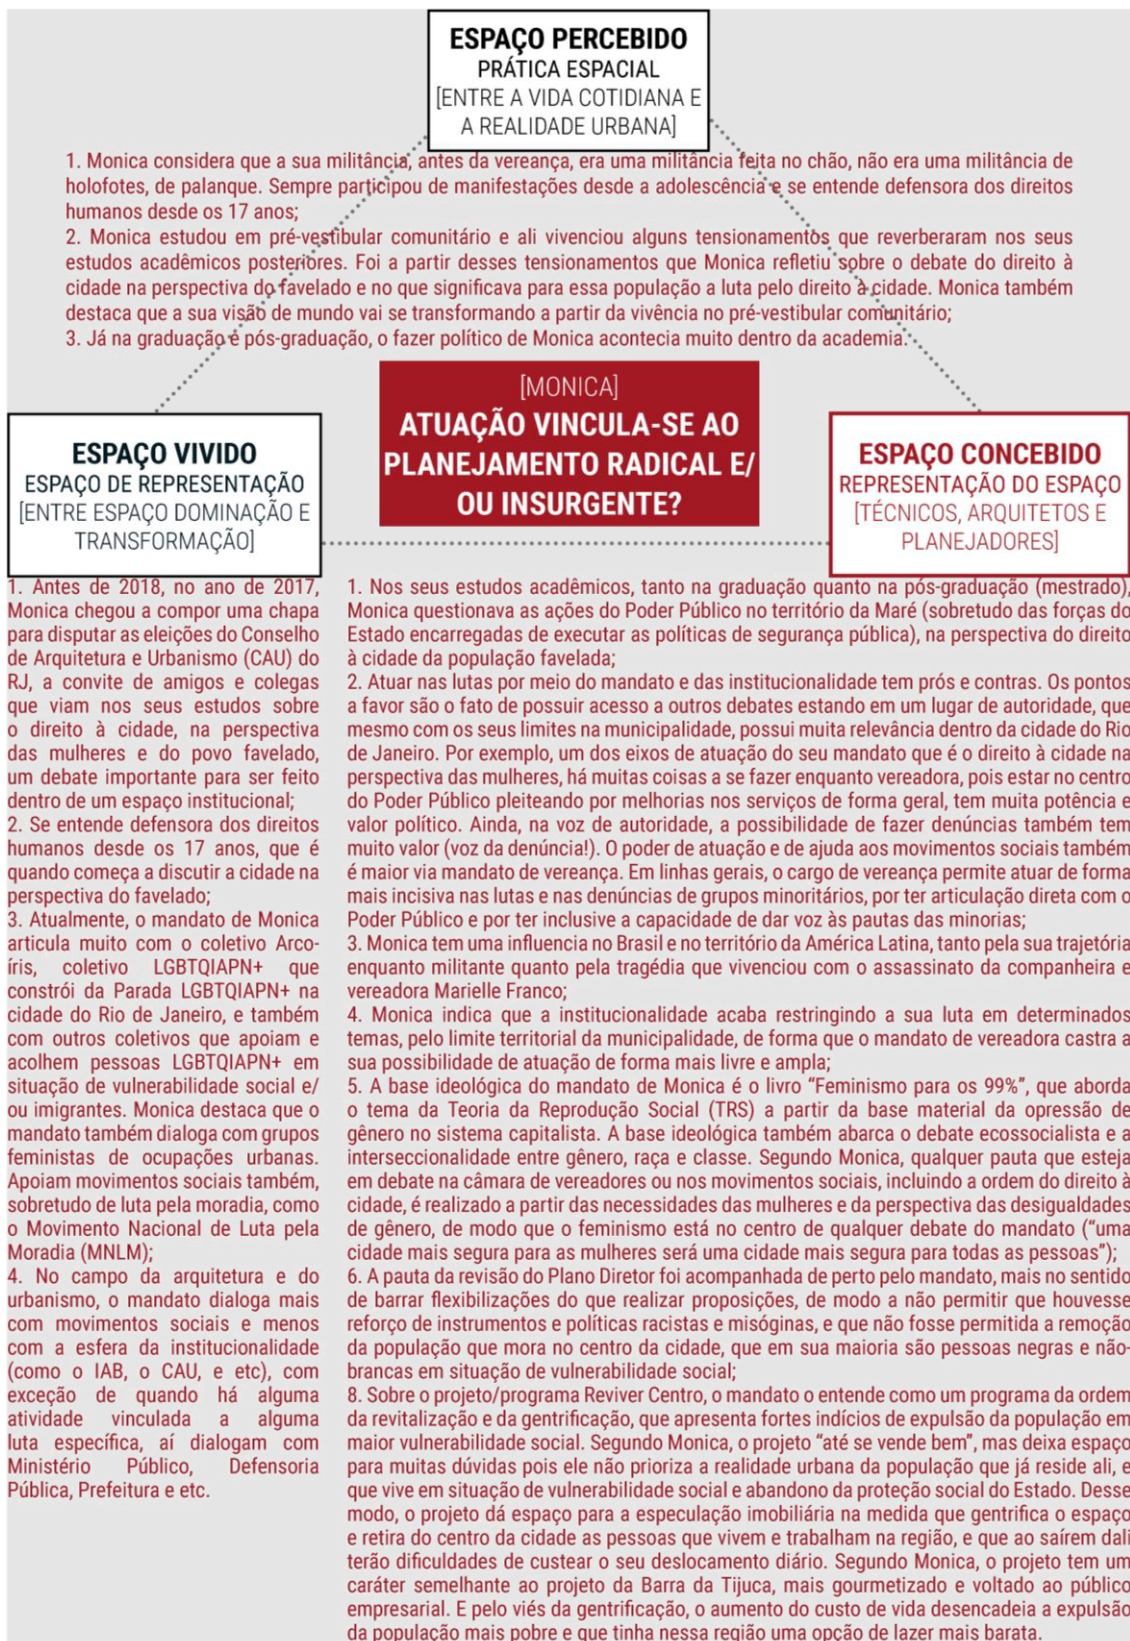 ESPAÇO PERCEBIDO
PRÁTICA ESPACIAL
[ENTRE A VIDA COTIDIANA E
A REALIDADE URBANA]
1. Monica considera que a sua militância, antes da vereança, era uma militância feita no chão, não era uma militância de
holofotes, de palanque. Sempre participou de manifestações desde a adolescência e se entende defensora dos direitos
humanos desde os 17 anos;
2. Monica estudou em pré-vestibular comunitário e ali vivenciou alguns tensionamentos que reverberaram nos seus
estudos acadêmicos posteriores. Foi a partir desses tensionamentos que Monica refletiu sobre o debate do direito à
cidade na perspectiva do favelado e no que significava para essa população a luta pelo direito à cidade. Monica também
destaca que a sua visão de mundo vai se transformando a partir da vivência no pré-vestibular comunitário;
3. Já na graduação e pós-graduação, o fazer político de Monica acontecia muito dentro da academia.
[MONICA]
ATUAÇÃO VINCULA-SE AO
PLANEJAMENTO RADICAL E/
OU INSURGENTE?
ESPAÇO VIVIDO
ESPAÇO DE REPRESENTAÇÃO
[ENTRE ESPAÇO DOMINAÇÃO E
TRANSFORMAÇÃO]
1. Antes de 2018, no ano de 2017,
Monica chegou a compor uma chapa
para disputar as eleições do Conselho
de Arquitetura e Urbanismo (CAU) do
RJ, a convite de amigos e colegas
que viam nos seus estudos sobre
o direito à cidade, na perspectiva
das mulheres e do povo favelado,
um debate importante para ser feito
dentro de um espaço institucional;
2. Se entende defensora dos direitos
humanos desde os 17 anos, que é
quando começa a discutir a cidade na
perspectiva do favelado;
3. Atualmente, o mandato de Monica
articula muito com o coletivo Arco-
íris, coletivo LGBTQIAPN+ que
constrói da Parada LGBTQIAPN+ na
cidade do Rio de Janeiro, e também
com outros coletivos que apoiam e
acolhem pessoas LGBTQIAPN+ em
situação de vulnerabilidade social e/
ou imigrantes. Monica destaca que o
mandato também dialoga com grupos
feministas de ocupações urbanas.
Apoiam movimentos sociais também,
sobretudo de luta pela moradia, como
o Movimento Nacional de Luta pela
Moradia (MNLM);
4. No campo da arquitetura e do
urbanismo, o mandato dialoga mais
com movimentos sociais e menos
com a esfera da institucionalidade
(como o IAB, o CAU, e etc), com
exceção de quando há alguma
atividade vinculada a alguma
luta específica, aí dialogam com
Ministério Público, Defensoria
Pública, Prefeitura e etc.
ESPAÇO CONCEBIDO
REPRESENTAÇÃO DO ESPAÇO
[TÉCNICOS, ARQUITETOS E
PLANEJADORES]
1. Nos seus estudos acadêmicos, tanto na graduação quanto na pós-graduação (mestrado),
Monica questionava as ações do Poder Público no território da Maré (sobretudo das forças do
Estado encarregadas de executar as políticas de segurança pública), na perspectiva do direito
à cidade da população favelada;
2. Atuar nas lutas por meio do mandato e das institucionalidade tem prós e contras. Os pontos
a favor são o fato de possuir acesso a outros debates estando em um lugar de autoridade, que
mesmo com os seus limites na municipalidade, possui muita relevância dentro da cidade do Rio
de Janeiro. Por exemplo, um dos eixos de atuação do seu mandato que é o direito à cidade na
perspectiva das mulheres, há muitas coisas a se fazer enquanto vereadora, pois estar no centro
do Poder Público pleiteando por melhorias nos serviços de forma geral, tem muita potência e
valor político. Ainda, na voz de autoridade, a possibilidade de fazer denúncias também tem
muito valor (voz da denúncia!). O poder de atuação e de ajuda aos movimentos sociais também
é maior via mandato de vereança. Em linhas gerais, o cargo de vereança permite atuar de forma
mais incisiva nas lutas e nas denúncias de grupos minoritários, por ter articulação direta com o
Poder Público e por ter inclusive a capacidade de dar voz às pautas das minorias;
3. Monica tem uma influencia no Brasil e no território da América Latina, tanto pela sua trajetória
enquanto militante quanto pela tragédia que vivenciou com o assassinato da companheira e
vereadora Marielle Franco;
4. Monica indica que a institucionalidade acaba restringindo a sua luta em determinados
temas, pelo limite territorial da municipalidade, de forma que o mandato de vereadora castra a
sua possibilidade de atuação de forma mais livre e ampla;
5. A base ideológica do mandato de Monica é o livro “Feminismo para os 99%”, que aborda
o tema da Teoria da Reprodução Social (TRS) a partir da base material da opressão de
gênero no sistema capitalista. A base ideológica também abarca o debate ecossocialista e a
interseccionalidade entre gênero, raça e classe. Segundo Monica, qualquer pauta que esteja
em debate na câmara de vereadores ou nos movimentos sociais, incluindo a ordem do direito à
cidade, é realizado a partir das necessidades das mulheres e da perspectiva das desigualdades
de gênero, de modo que o feminismo está no centro de qualquer debate do mandato (“uma
cidade mais segura para as mulheres será uma cidade mais segura para todas as pessoas”);
6. A pauta da revisão do Plano Diretor foi acompanhada de perto pelo mandato, mais no sentido
de barrar flexibilizações do que realizar proposições, de modo a não permitir que houvesse
reforço de instrumentos e políticas racistas e misóginas, e que não fosse permitida a remoção
da população que mora no centro da cidade, que em sua maioria são pessoas negras e não-
brancas em situação de vulnerabilidade social;
8. Sobre o projeto/programa Reviver Centro, o mandato o entende como um programa da ordem
da revitalização e da gentrificação, que apresenta fortes indícios de expulsão da população em
maior vulnerabilidade social. Segundo Monica, o projeto “até se vende bem”, mas deixa espaço
para muitas dúvidas pois ele não prioriza a realidade urbana da população que já reside ali, e
que vive em situação de vulnerabilidade social e abandono da proteção social do Estado. Desse
modo, o projeto dá espaço para a especulação imobiliária na medida que gentrifica o espaço
e retira do centro da cidade as pessoas que vivem e trabalham na região, e que ao saírem dali
terão dificuldades de custear o seu deslocamento diário. Segundo Monica, o projeto tem um
caráter semelhante ao projeto da Barra da Tijuca, mais gourmetizado e voltado ao público
empresarial. E pelo viés da gentrificação, o aumento do custo de vida desencadeia a expulsão
da população mais pobre e que tinha nessa região uma opção de lazer mais barata.